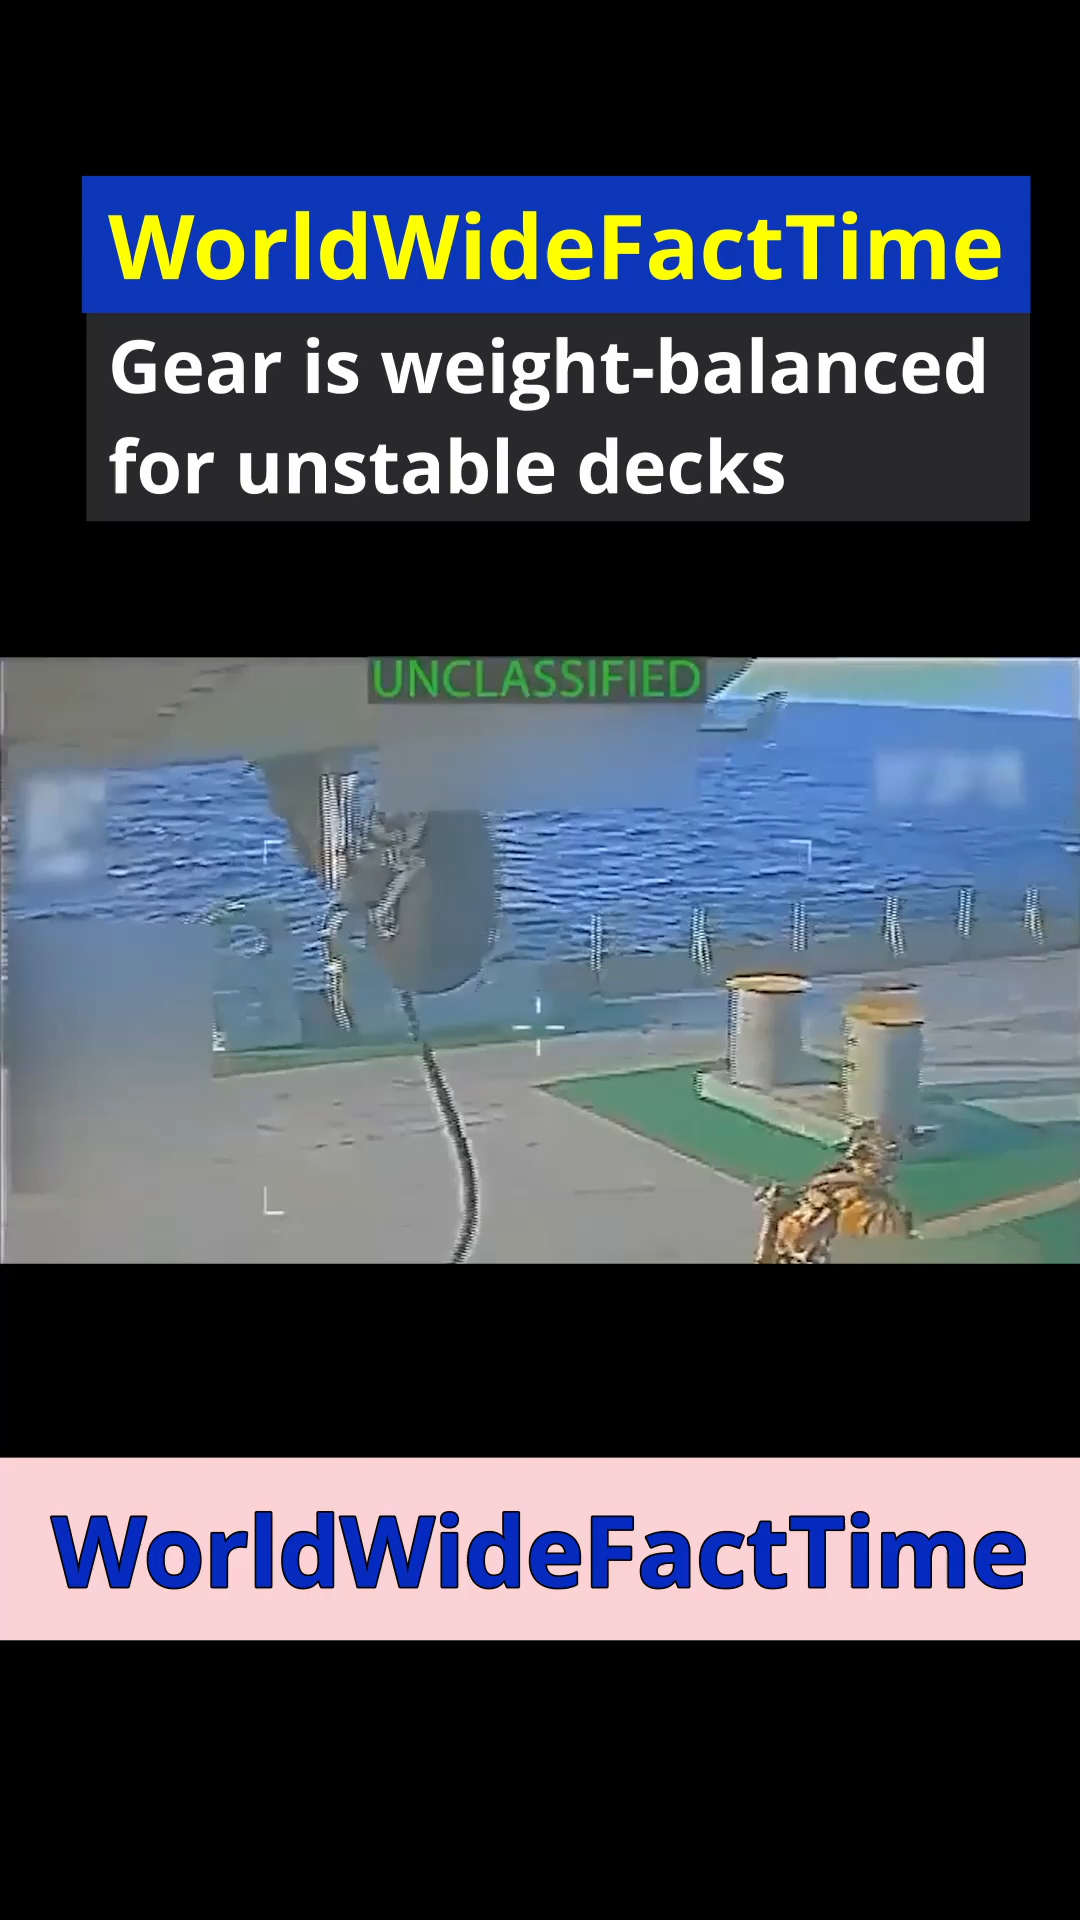 WorldWideFactTime
Gear is weight-balanced
for unstable decks
UNCLASSIFIED
WorldWideFactTime